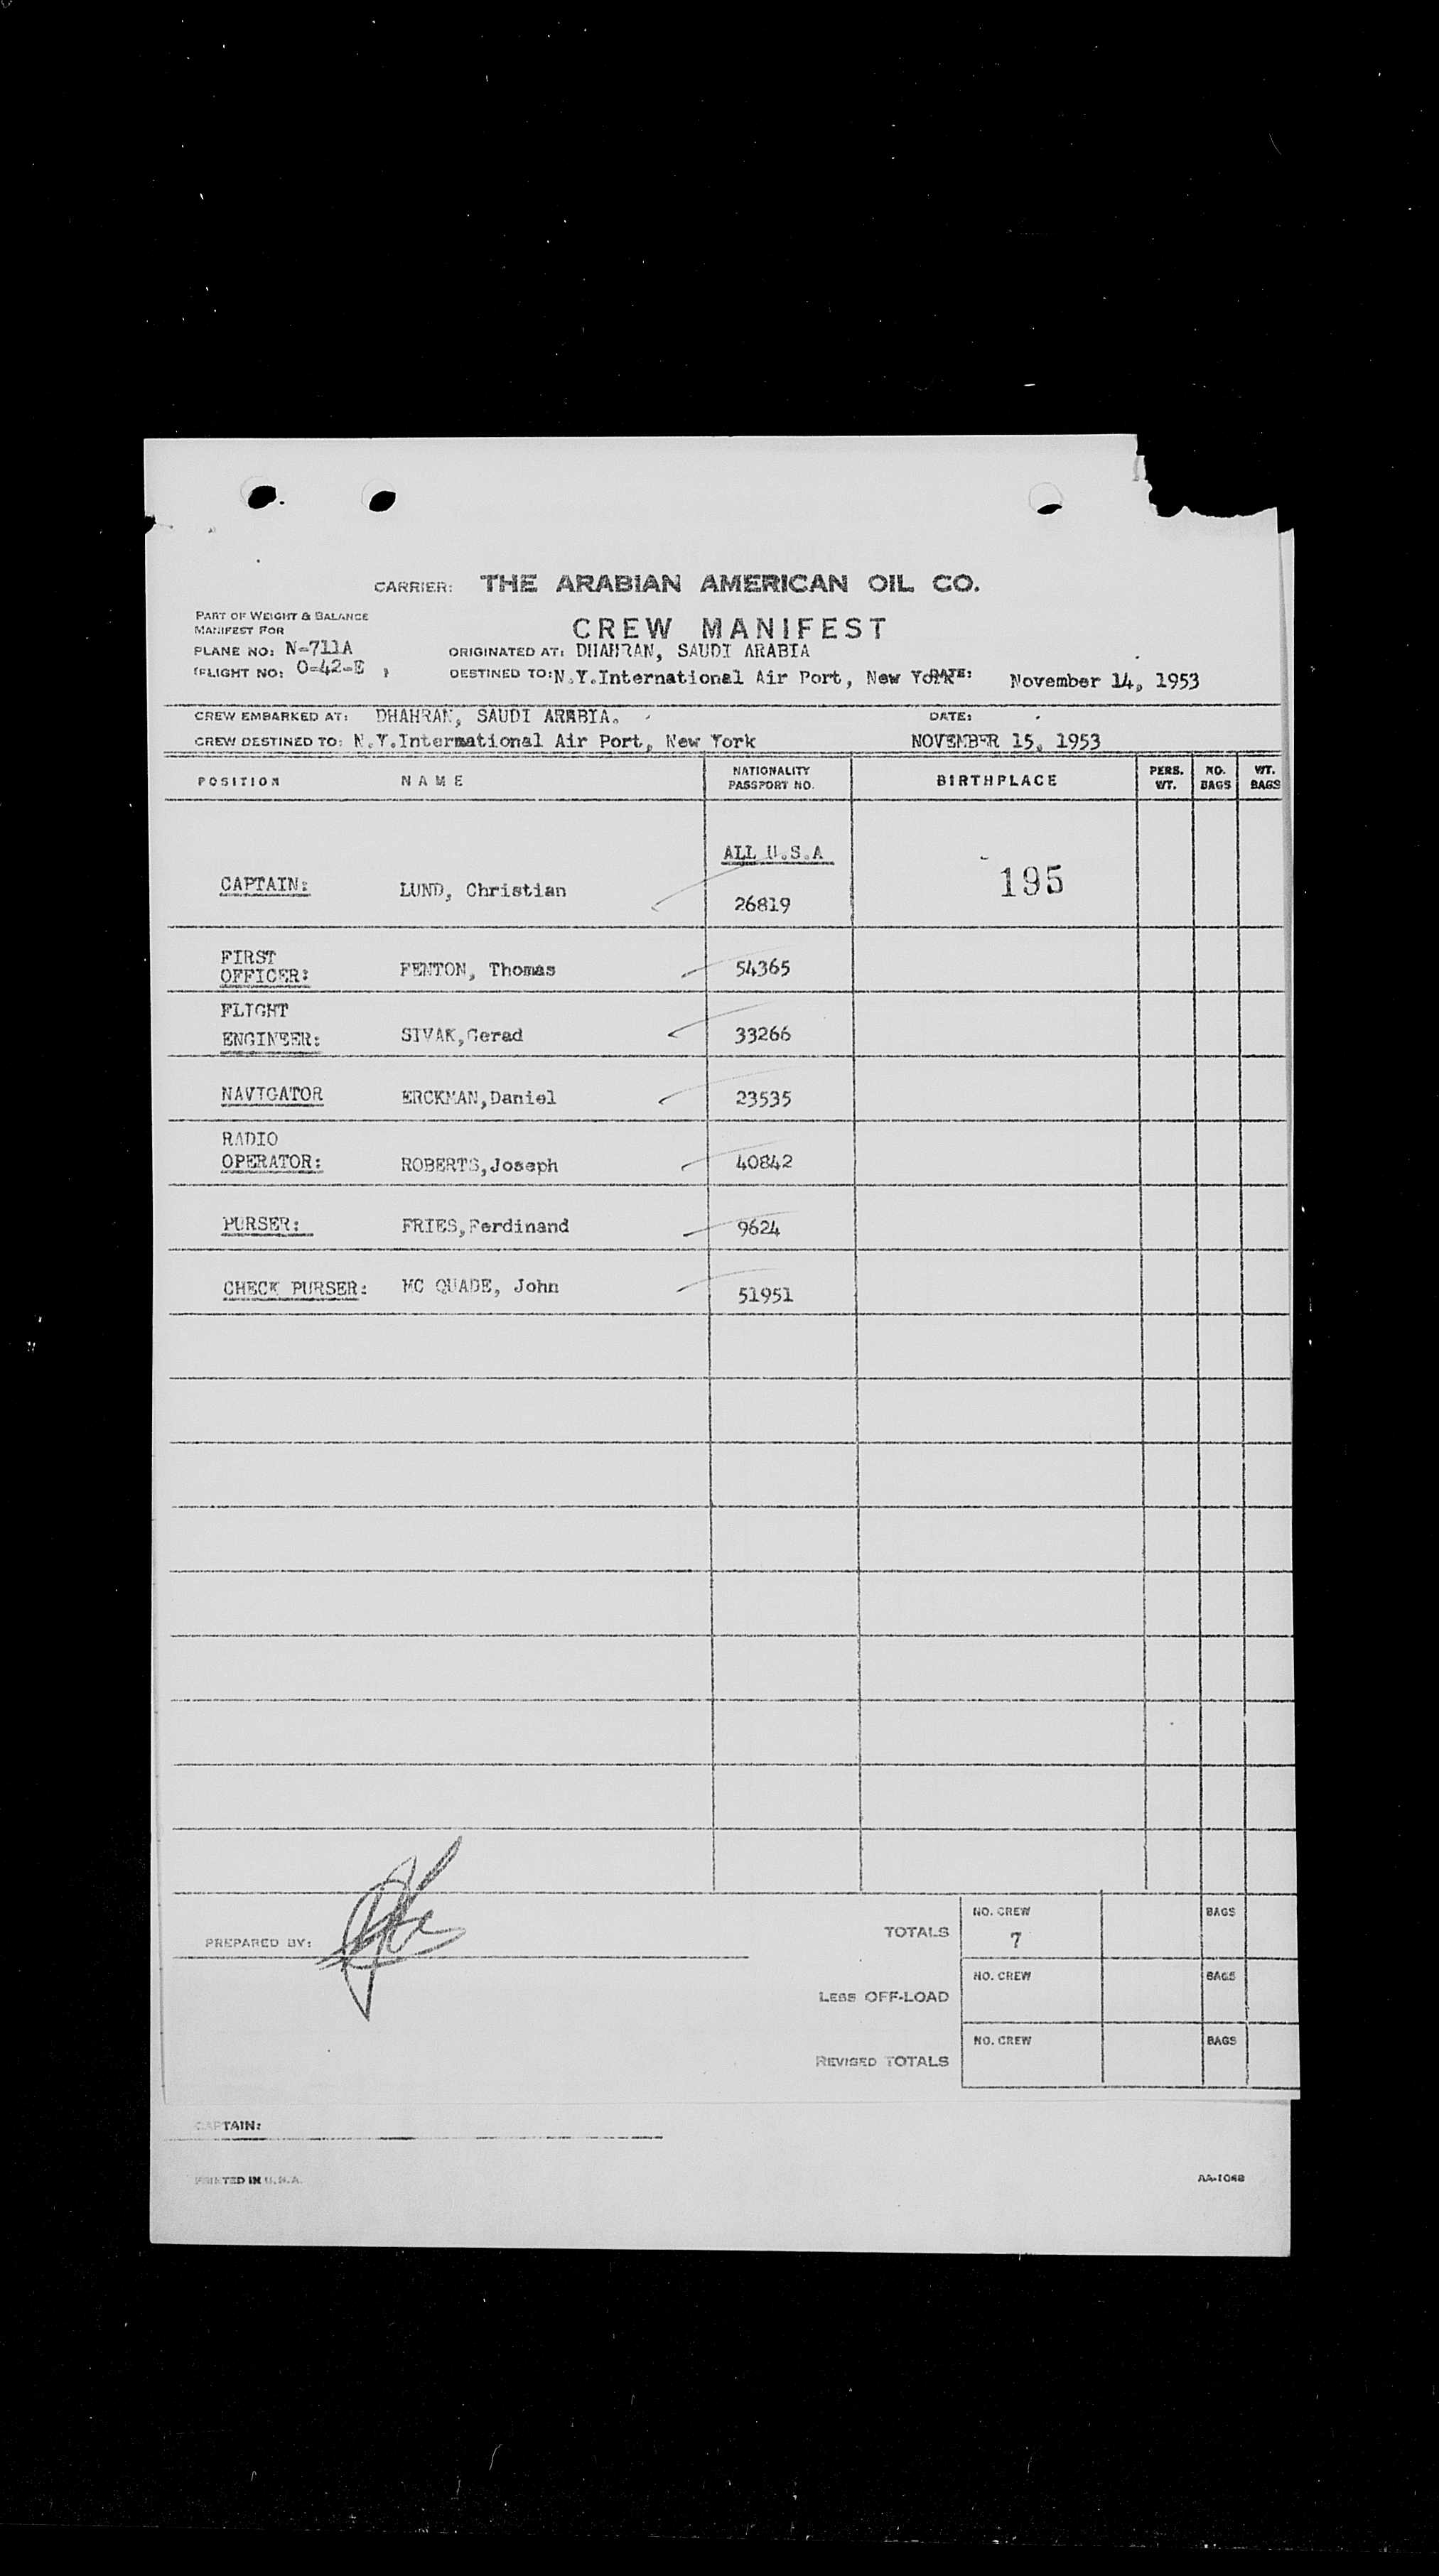 CARRIER: THE ARABIAN AMERICAN OIL CO.
PART OF WEIGHT & BALANCE
MANIFEST FOR
CREW MANIFEST
PLANE NO: N-711A ORIGINATED AT: DHAHRAN, SAUDI ARABIA
(FLIGHT NO: O-42-E , DESTINED TO: N.Y.International Air Port, New York DATE: November 14, 1953
CREW EMBARKED AT: DHAHRAN, SAUDI ARABIA. DATE:
CREW DESTINED TO: N.Y.International Air Port, New York NOVEMBER 15, 1953
POSITION NAME NATIONALITY PASSPORT NO. BIRTHPLACE PERS. WT. NO. BAGS WT. BAGS
ALL U.S.A
CAPTAIN: LUND, Christian 26819 195
FIRST
OFFICER: FENTON, Thomas 54365
FLIGHT
ENGINEER: SIVAK,Gerad 33266
NAVIGATOR ERCKMAN,Daniel 23535
RADIO
OPERATOR: ROBERTS,Joseph 40842
PURSER: FRIES,Ferdinand 9624
CHECK PURSER: MC QUADE, John 51951
PREPARED BY: TOTALS NO. CREW 7 BAGS
LESS OFF-LOAD NO. CREW BAGS
REVISED TOTALS NO. CREW BAGS
CAPTAIN:
PRINTED IN U.S.A. AA-1048